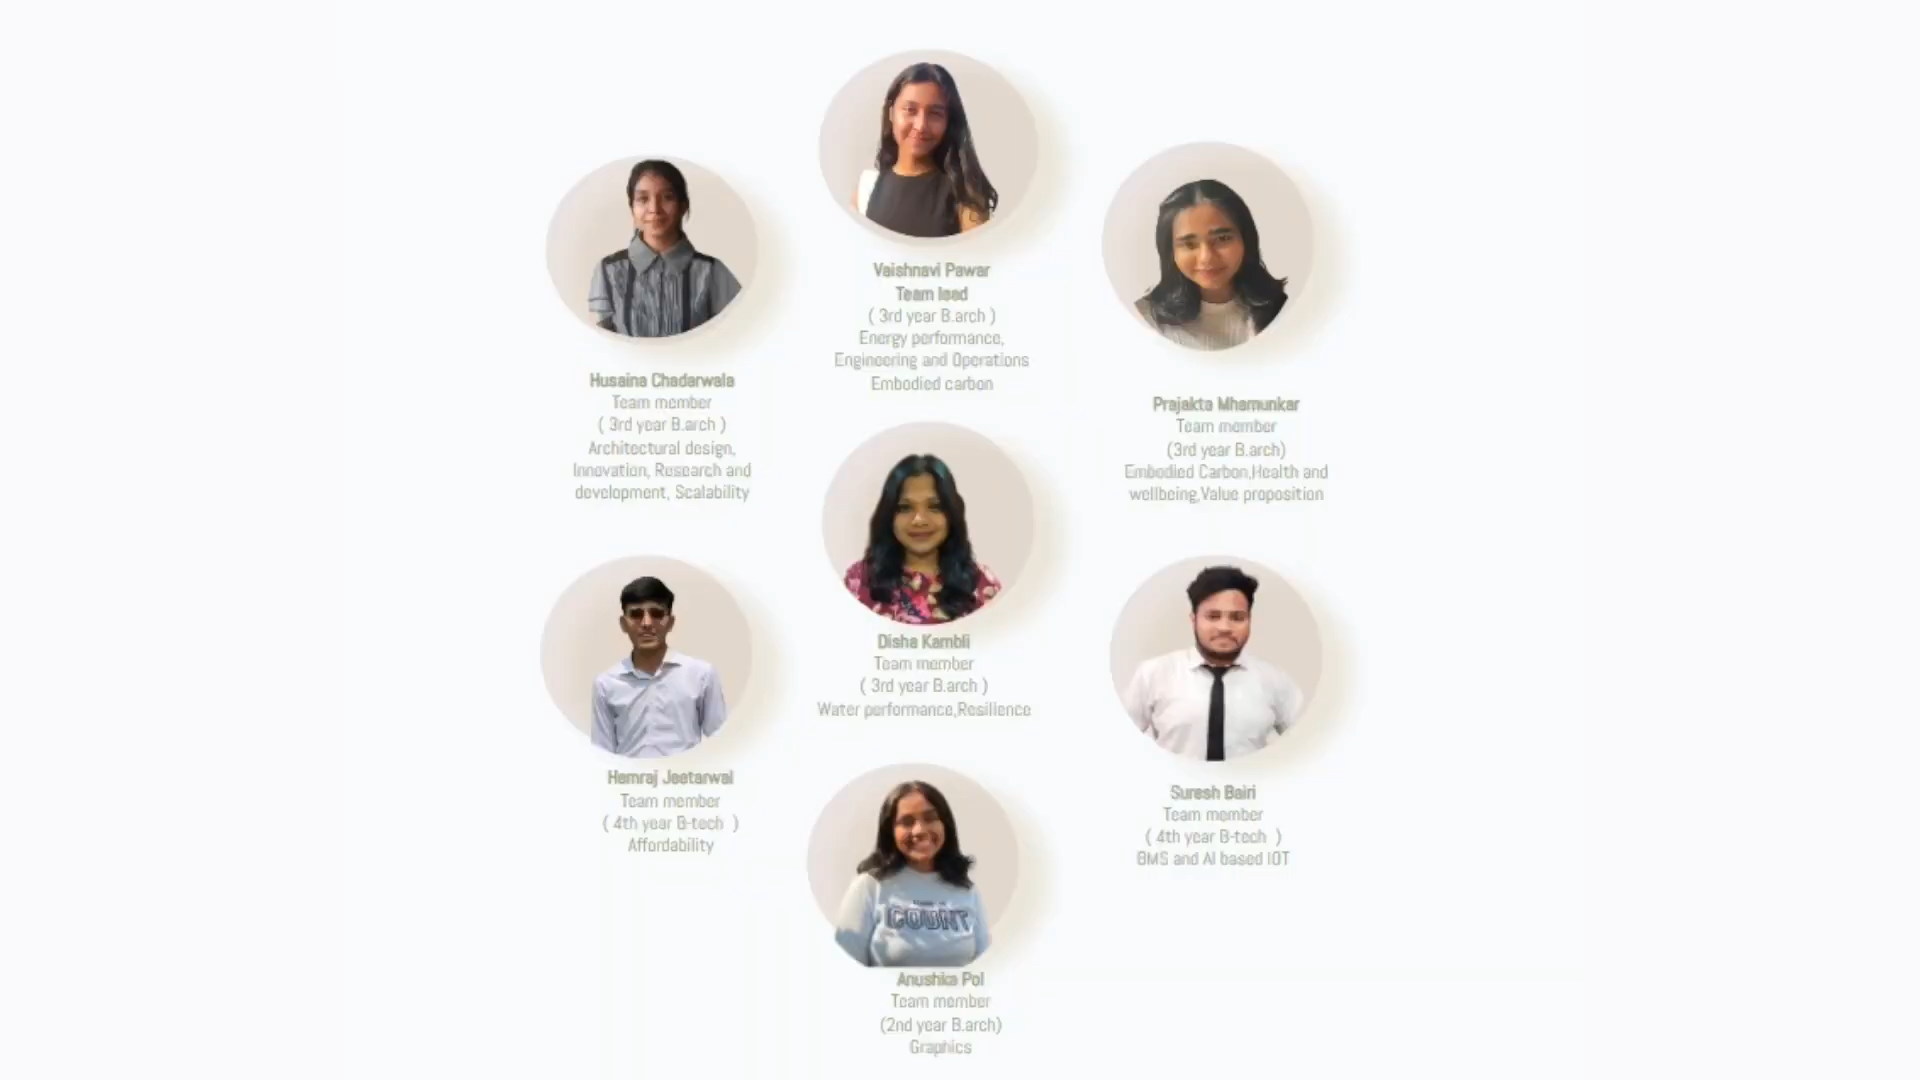 Vaishnavi Pawar
Team lead
( 3rd year B.arch )
Energy performance,
Engineering and Operations
Embodied carbon
Husaina Chadarwala
Team member
( 3rd year B.arch )
Architectural design,
Innovation, Research and
development, Scalability
Prajakta Mhamunkar
Team member
(3rd year B.arch)
Embodied Carbon,Health and
wellbeing,Value proposition
Disha Kambli
Team member
( 3rd year B.arch )
Water performance,Resilience
Hemraj Jeetarwal
Team member
( 4th year B-tech )
Affordability
Suresh Bairi
Team member
( 4th year B-tech )
BMS and AI based IOT
COUNT
Anushka Pol
Team member
(2nd year B.arch)
Graphics